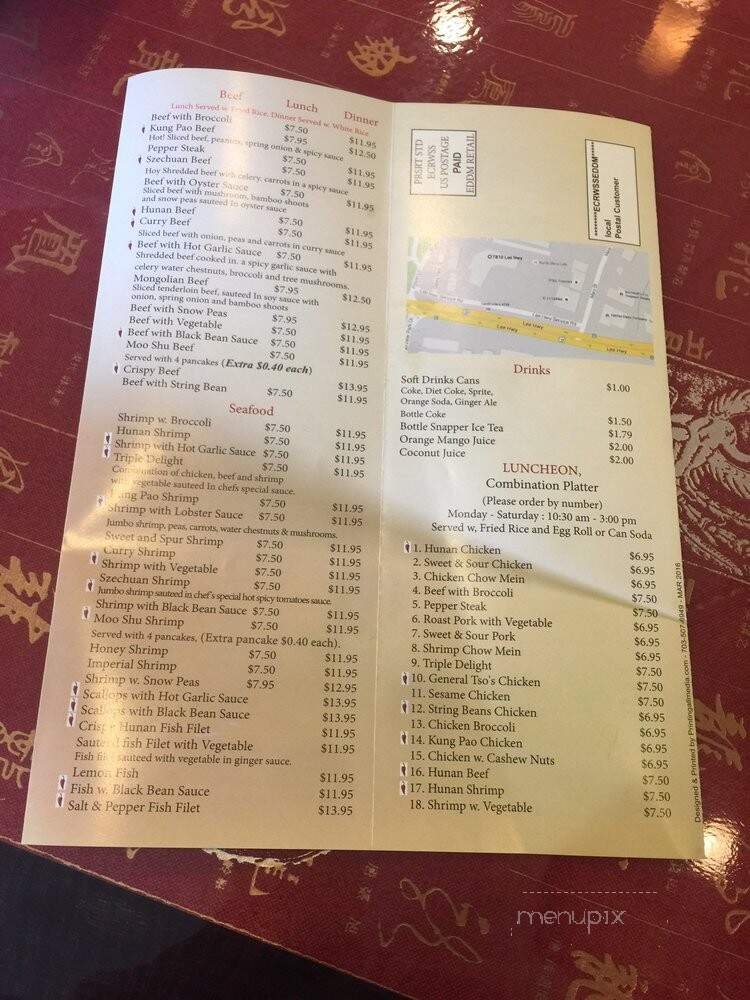 Beef
Lunch
Dinner
Lunch Served w. Fried Rice, Dinner Served w. White Rice
Beef with Broccoli $7.50 $11.95
Kung Pao Beef $7.95 $12.50
Hot! Sliced beef, peanuts, spring onion & spicy sauce
Pepper Steak $7.50 $11.95
Szechuan Beef $7.50 $11.95
Hoy Shredded beef with celery, carrots in a spicy sauce
Beef with Oyster Sauce $7.50 $11.95
Sliced beef with mushroom, bamboo shoots
and snow peas sauteed In oyster sauce
Hunan Beef $7.50 $11.95
Curry Beef $7.50 $11.95
Sliced beef with onion, peas and carrots in curry sauce
Beef with Hot Garlic Sauce $7.50 $11.95
Shredded beef cooked in. a spicy garlic sauce with
celery water chestnuts, broccoli and tree mushrooms.
Mongolian Beef $7.95 $12.50
Sliced tenderloin beef, sauteed In soy sauce with
onion, spring onion and bamboo shoots
Beef with Snow Peas $7.95 $12.95
Beef with Vegetable $7.50 $11.95
Beef with Black Bean Sauce $7.50 $11.95
Moo Shu Beef $7.50 $11.95
Served with 4 pancakes (Extra $0.40 each)
Crispy Beef $13.95
Beef with String Bean $7.50 $11.95
Seafood
Shrimp w. Broccoli $7.50 $11.95
Hunan Shrimp $7.50 $11.95
Shrimp with Hot Garlic Sauce $7.50 $11.95
Triple Delight $7.50 $11.95
Combination of chicken, beef and shrimp
with vegetable sauteed In chefs special sauce.
Kung Pao Shrimp $7.50 $11.95
Shrimp with Lobster Sauce $7.50 $11.95
Jumbo shrimp, peas, carrots, water chestnuts & mushrooms.
Sweet and Spur Shrimp $7.50 $11.95
Curry Shrimp $7.50 $11.95
Shrimp with Vegetable $7.50 $11.95
Szechuan Shrimp $7.50 $11.95
Jumbo shrimp sauteed in chef's special hot spicy tomatoes sauce.
Shrimp with Black Bean Sauce $7.50 $11.95
Moo Shu Shrimp $7.50 $11.95
Served with 4 pancakes, (Extra pancake $0.40 each).
Honey Shrimp $7.50 $11.95
Imperial Shrimp $7.50 $11.95
Shrimp w. Snow Peas $7.95 $12.95
Scallops with Hot Garlic Sauce $13.95
Scallops with Black Bean Sauce $13.95
Crispy Hunan Fish Filet $11.95
Sauteed fish Filet with Vegetable $11.95
Fish filet sauteed with vegetable in ginger sauce.
Lemon Fish $11.95
Fish w. Black Bean Sauce $11.95
Salt & Pepper Fish Filet $13.95
PRSRT STD
ECRWSS
US POSTAGE
PAID
EDDM RETAIL
local
Postal Customer
7810 Lee Hwy
Lee Hwy
Lee Hwy
Lee Hwy
Drinks
Soft Drinks Cans $1.00
Coke, Diet Coke, Sprite,
Orange Soda, Ginger Ale
Bottle Coke $1.50
Bottle Snapper Ice Tea $1.79
Orange Mango Juice $2.00
Coconut Juice $2.00
LUNCHEON,
Combination Platter
(Please order by number)
Monday - Saturday : 10:30 am - 3:00 pm
Served w, Fried Rice and Egg Roll or Can Soda
1. Hunan Chicken $6.95
2. Sweet & Sour Chicken $6.95
3. Chicken Chow Mein $6.95
4. Beef with Broccoli $7.50
5. Pepper Steak $7.50
6. Roast Pork with Vegetable $6.95
7. Sweet & Sour Pork $6.95
8. Shrimp Chow Mein $7.50
9. Triple Delight $7.50
10. General Tso's Chicken $7.50
11. Sesame Chicken $7.50
12. String Beans Chicken $6.95
13. Chicken Broccoli $6.95
14. Kung Pao Chicken $6.95
15. Chicken w. Cashew Nuts $6.95
16. Hunan Beef $7.50
17. Hunan Shrimp $7.50
18. Shrimp w. Vegetable $7.50
Designed & Printed by Printingallmedia.com - 703-507-6949 - MAR 2016
menupix